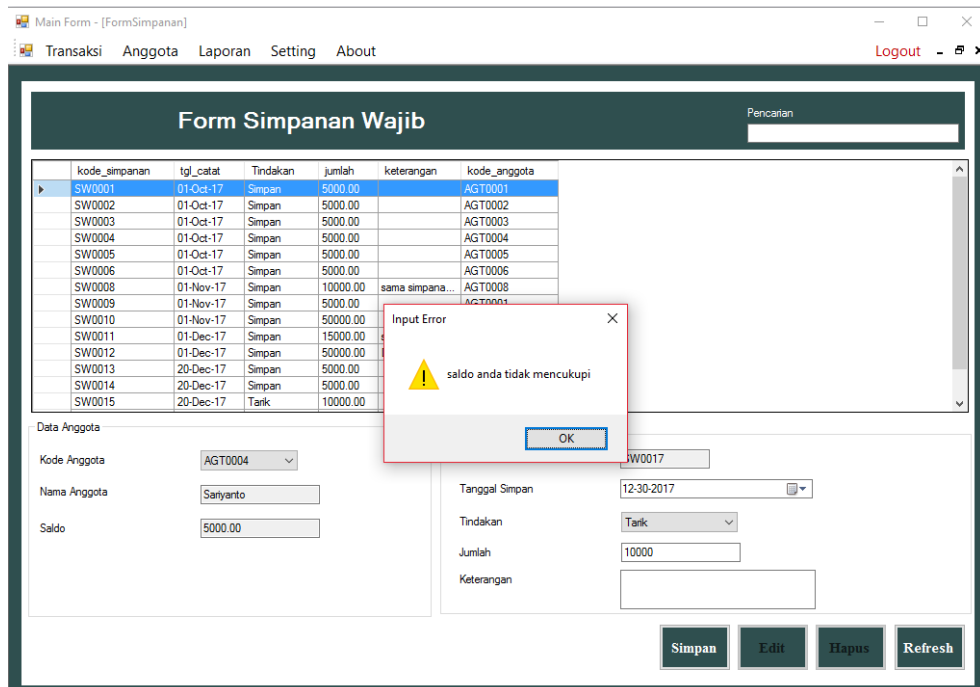 Main Form - [FormSimpanan]
Transaksi Anggota Laporan Setting About Logout
Form Simpanan Wajib
Pencarian
kode_simpanan tgl_catat Tindakan jumlah keterangan kode_anggota
SW0001 01-Oct-17 Simpan 5000.00 AGT0001
SW0002 01-Oct-17 Simpan 5000.00 AGT0002
SW0003 01-Oct-17 Simpan 5000.00 AGT0003
SW0004 01-Oct-17 Simpan 5000.00 AGT0004
SW0005 01-Oct-17 Simpan 5000.00 AGT0005
SW0006 01-Oct-17 Simpan 5000.00 AGT0006
SW0008 01-Nov-17 Simpan 10000.00 sama simpana... AGT0008
SW0009 01-Nov-17 Simpan 5000.00 AGT0001
SW0010 01-Nov-17 Simpan 50000.00
SW0011 01-Dec-17 Simpan 15000.00
SW0012 01-Dec-17 Simpan 50000.00
SW0013 20-Dec-17 Simpan 5000.00
SW0014 20-Dec-17 Simpan 5000.00
SW0015 20-Dec-17 Tarik 10000.00
Input Error
saldo anda tidak mencukupi
OK
Data Anggota
Kode Anggota AGT0004
Nama Anggota Sariyanto
Saldo 5000.00
SW0017
Tanggal Simpan 12-30-2017
Tindakan Tarik
Jumlah 10000
Keterangan
Simpan Edit Hapus Refresh